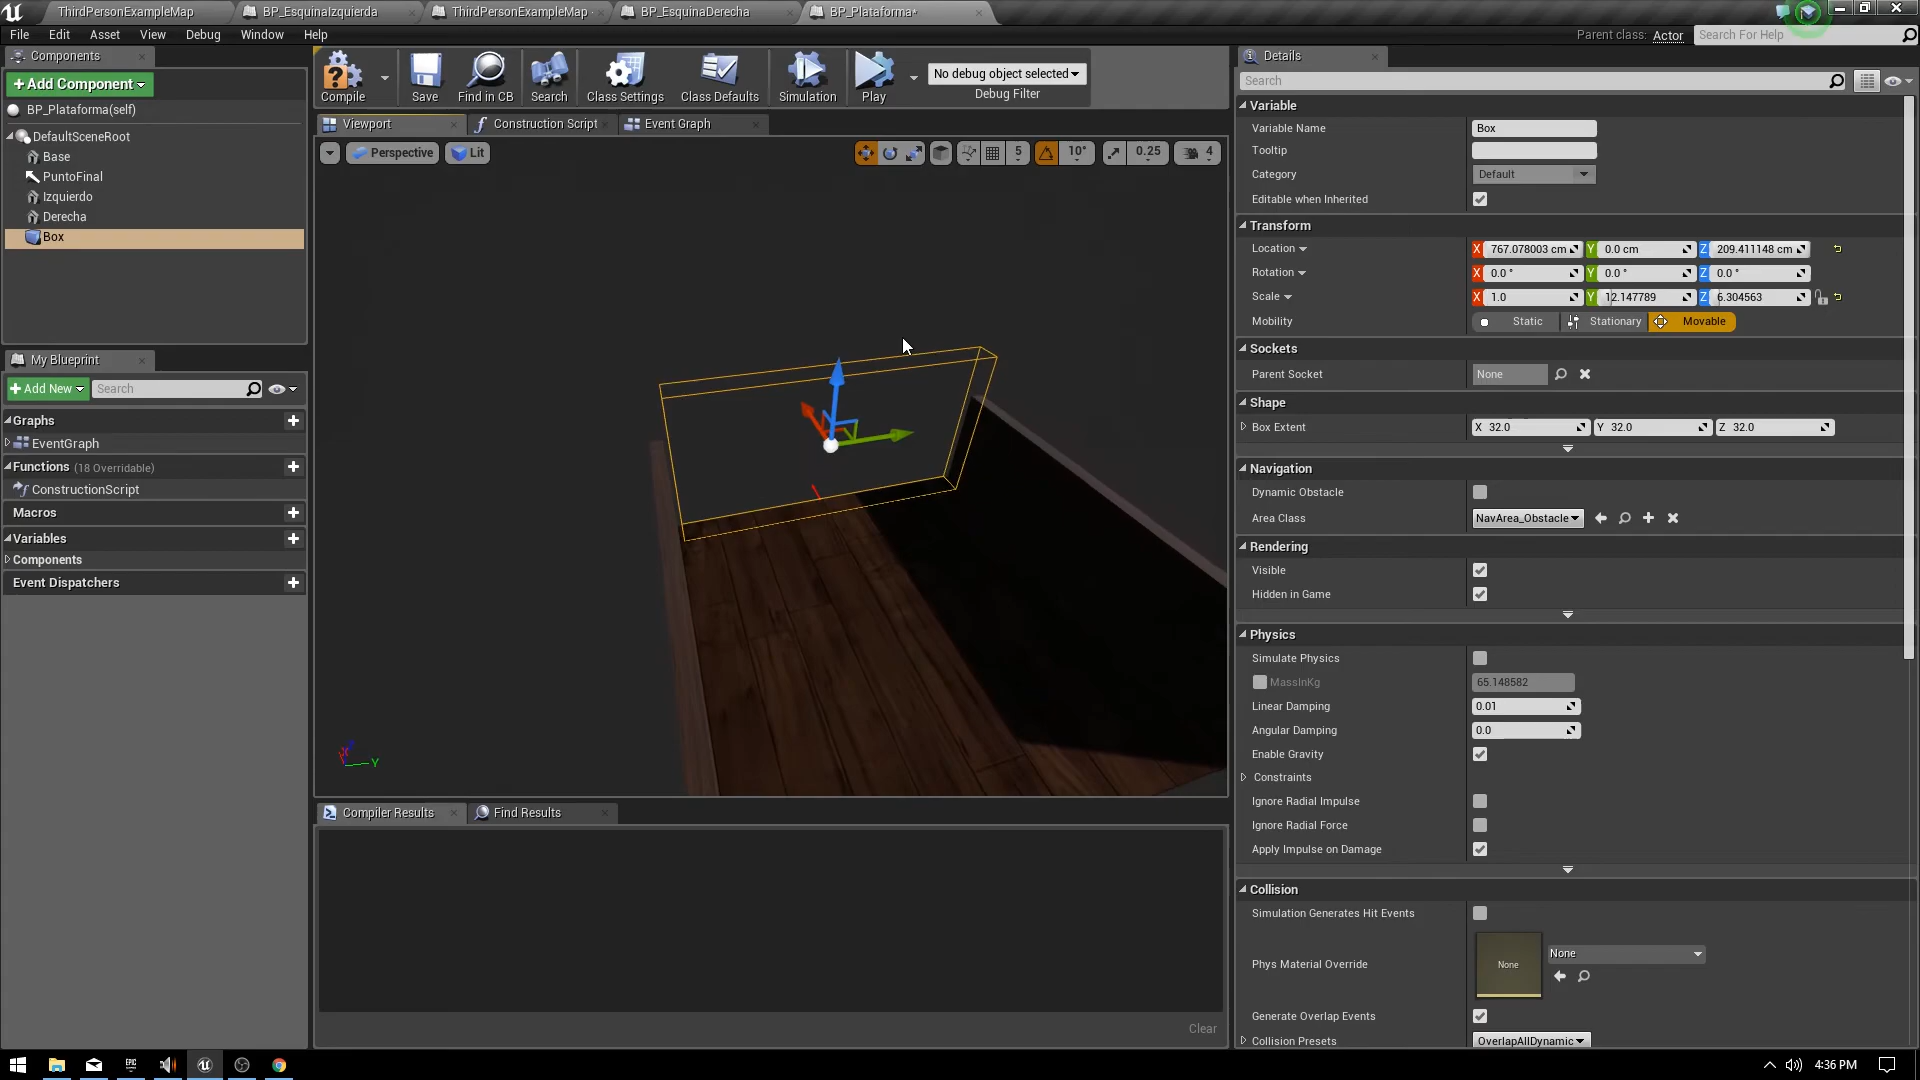 ThirdPersonExampleMap
BP_EsquinaIzquierda
ThirdPersonExampleMap
BP_EsquinaDerecha
BP_Plataforma*
File Edit Asset View Debug Window Help
Parent class: Actor
Search For Help
Components
+Add Component
BP_Plataforma(self)
DefaultSceneRoot
Base
PuntoFinal
Izquierdo
Derecha
Box
My Blueprint
+Add New
Search
Graphs
EventGraph
Functions (18 Overridable)
ConstructionScript
Macros
Variables
Components
Event Dispatchers
Compile
Save
Find in CB
Search
Class Settings
Class Defaults
Simulation
Play
No debug object selected
Debug Filter
Viewport
Construction Script
Event Graph
Perspective
Lit
5
10°
0.25
4
X
Y
Compiler Results
Find Results
Clear
Details
Search
Variable
Variable Name Box
Tooltip
Category Default
Editable when Inherited
Transform
Location X 767.078003 cm Y 0.0 cm Z 209.411148 cm
Rotation X 0.0 ° Y 0.0 ° Z 0.0 °
Scale X 1.0 Y 12.147789 Z 6.304563
Mobility Static Stationary Movable
Sockets
Parent Socket None
Shape
Box Extent X 32.0 Y 32.0 Z 32.0
Navigation
Dynamic Obstacle
Area Class NavArea_Obstacle
Rendering
Visible
Hidden in Game
Physics
Simulate Physics
MassInKg 65.148582
Linear Damping 0.01
Angular Damping 0.0
Enable Gravity
Constraints
Ignore Radial Impulse
Ignore Radial Force
Apply Impulse on Damage
Collision
Simulation Generates Hit Events
Phys Material Override None None
Generate Overlap Events
Collision Presets OverlapAllDynamic
EPIC
4:36 PM